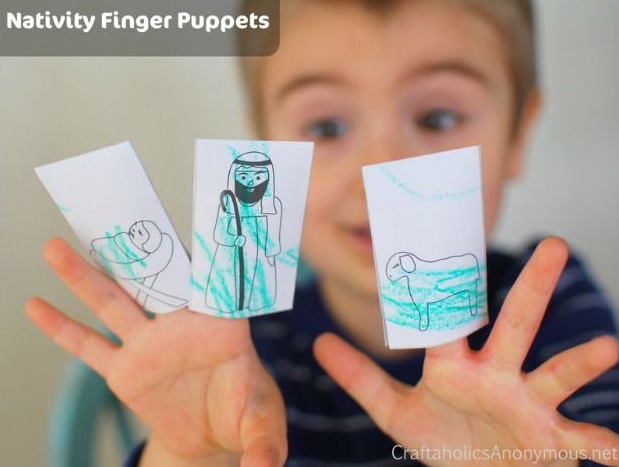 Nativity Finger Puppets
CraftaholicsAnonymous.net